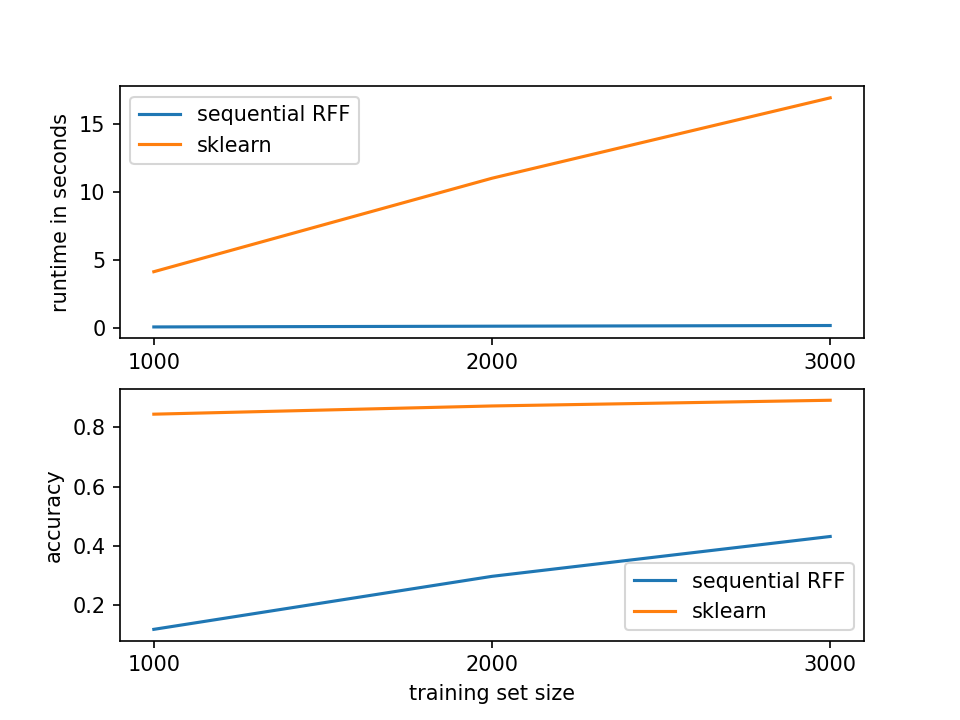 sequential RFF
sklearn
runtime in seconds
15
10
5
0
1000 2000 3000
accuracy
0.8
0.6
0.4
0.2
sequential RFF
sklearn
1000 2000 3000
training set size